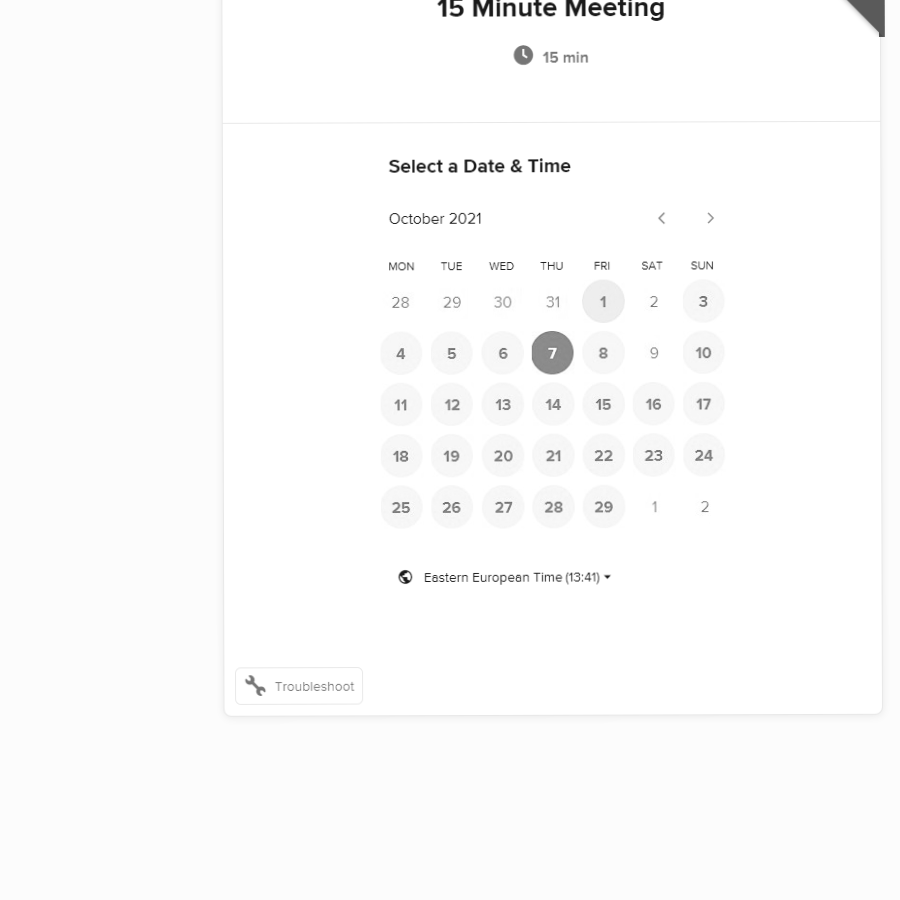 15 Minute Meeting
15 min
Select a Date & Time
October 2021
MON TUE WED THU FRI SAT SUN
28 29 30 31 1 2 3
4 5 6 7 8 9 10
11 12 13 14 15 16 17
18 19 20 21 22 23 24
25 26 27 28 29 1 2
Eastern European Time (13:41)
Troubleshoot